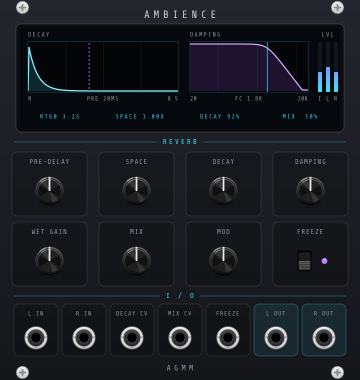 AMBIENCE
DECAY DAMPING LVL
0 PRE 20MS 8 S 20 FC 1.8K 20K I L R
RT60 3.2S SPACE 1.00X DECAY 92% MIX 50%
REVERB
PRE-DELAY SPACE DECAY DAMPING
WET GAIN MIX MOD FREEZE
I / O
L IN R IN DECAY CV MIX CV FREEZE L OUT R OUT
AGMM